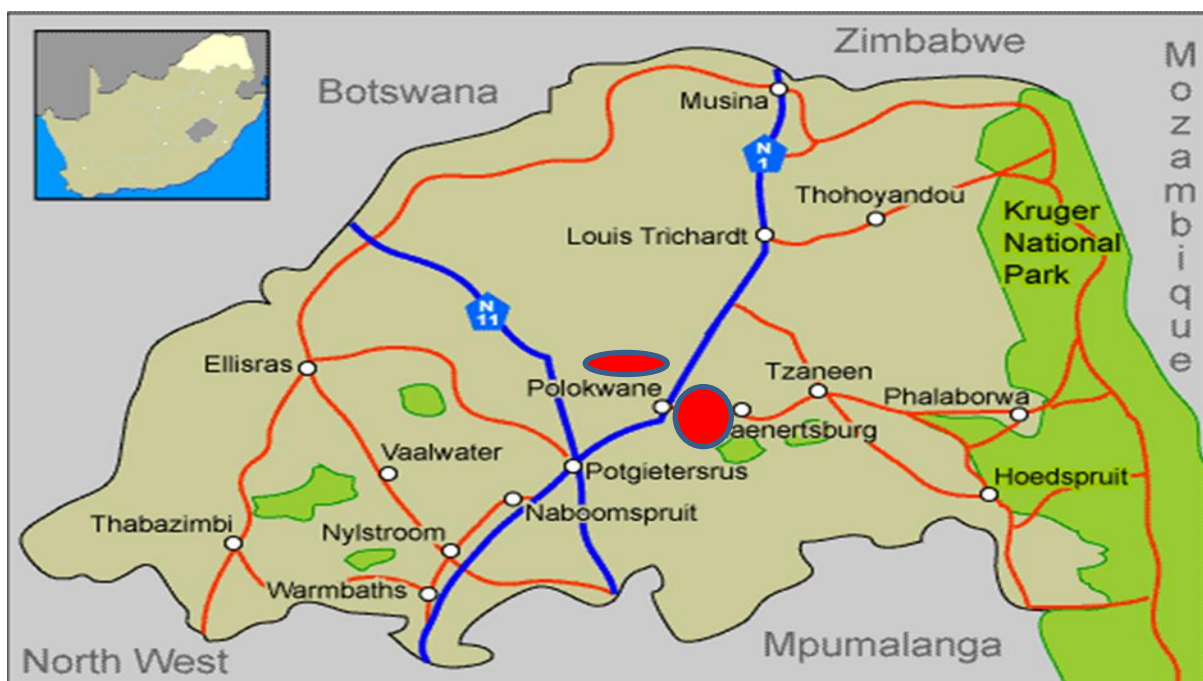 Zimbabwe
Botswana
Mozambique
Musina
N
1
Thohoyandou
Louis Trichardt
Kruger
National
Park
N
11
Ellisras
Polokwane
Tzaneen
Phalaborwa
aenertsburg
Vaalwater
Potgietersrus
Hoedspruit
Naboomspruit
Thabazimbi
Nylstroom
Warmbaths
North West
Mpumalanga